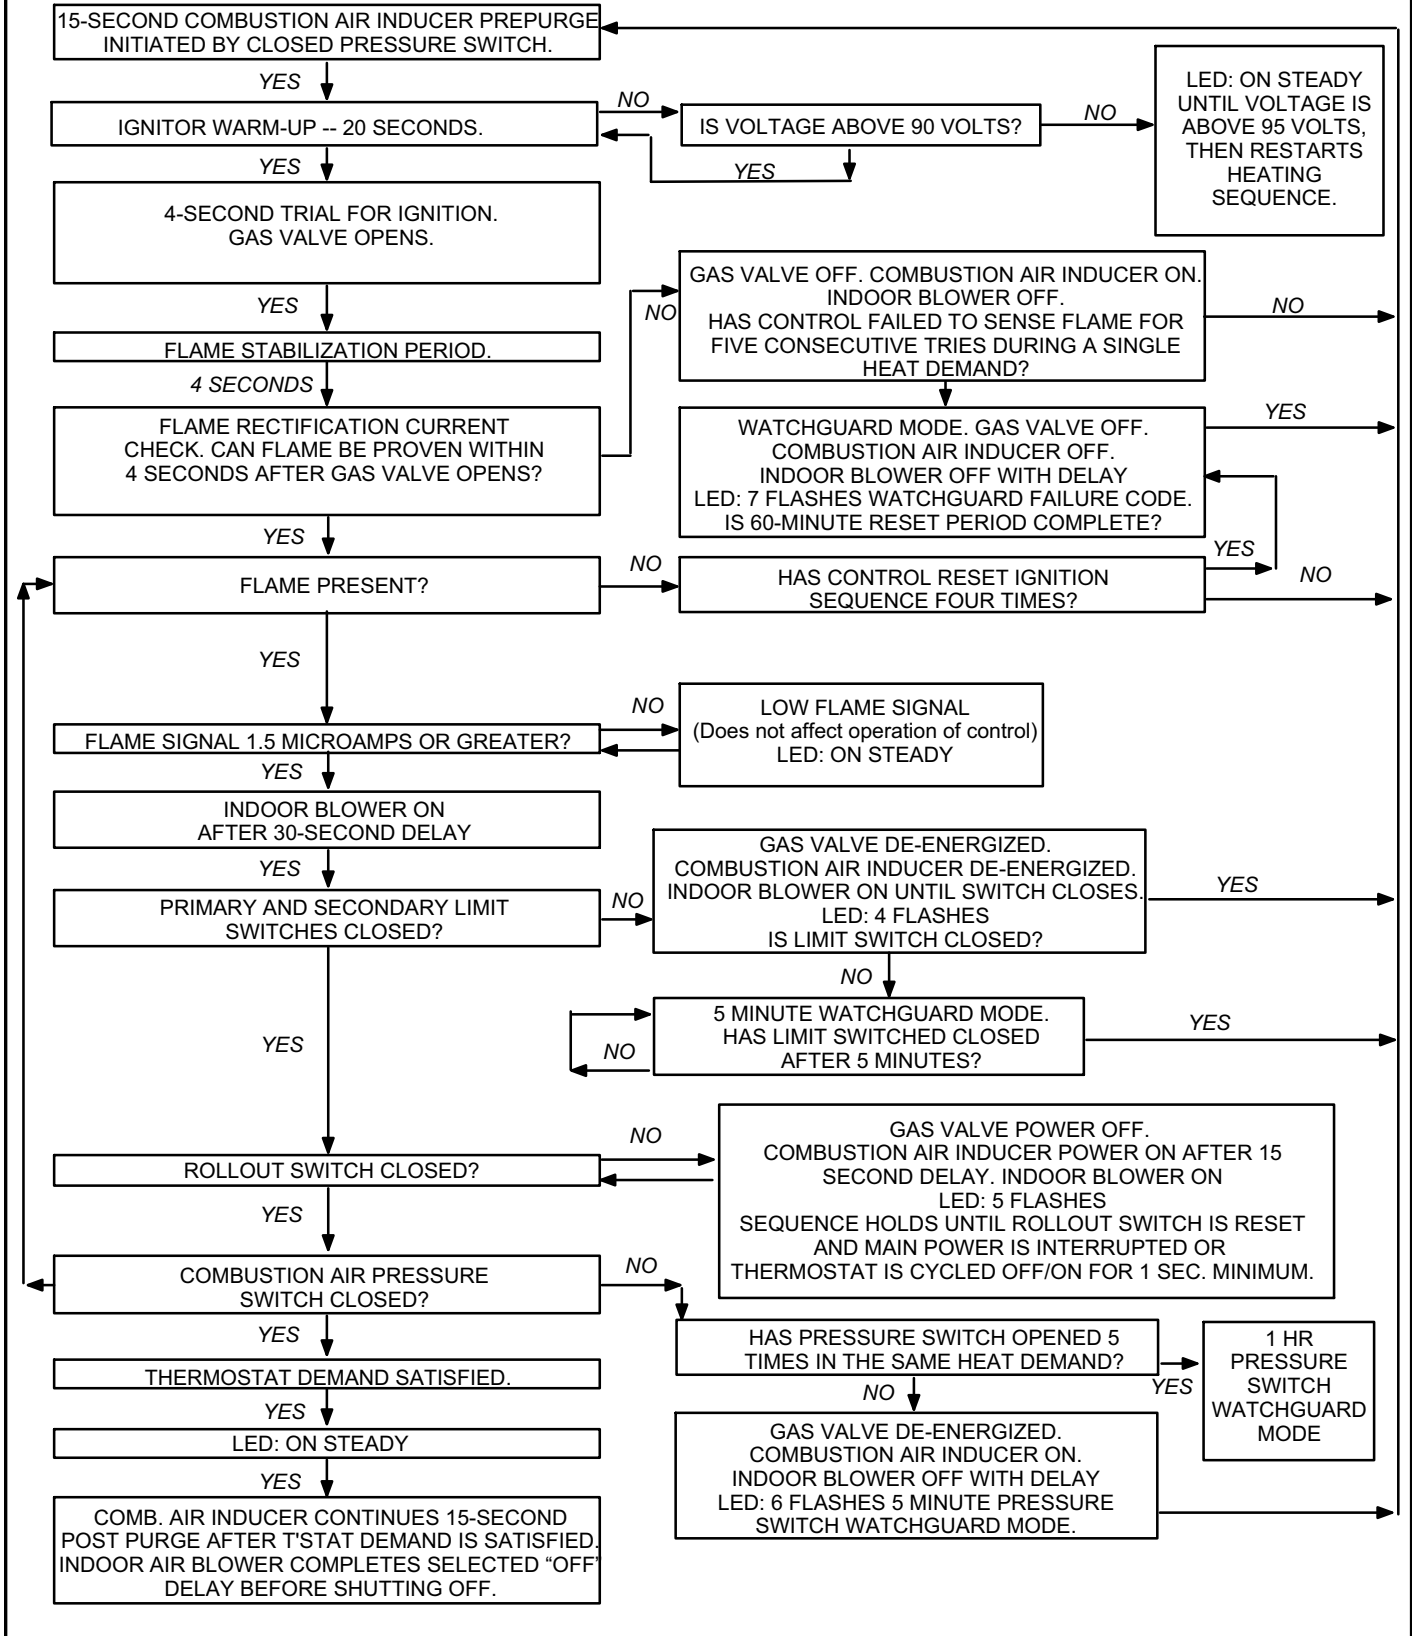 15-SECOND COMBUSTION AIR INDUCER PREPURGE
INITIATED BY CLOSED PRESSURE SWITCH.
YES
IGNITOR WARM-UP -- 20 SECONDS.
NO
IS VOLTAGE ABOVE 90 VOLTS?
NO
YES
LED: ON STEADY
UNTIL VOLTAGE IS
ABOVE 95 VOLTS,
THEN RESTARTS
HEATING
SEQUENCE.
YES
4-SECOND TRIAL FOR IGNITION.
GAS VALVE OPENS.
YES
FLAME STABILIZATION PERIOD.
4 SECONDS
FLAME RECTIFICATION CURRENT
CHECK. CAN FLAME BE PROVEN WITHIN
4 SECONDS AFTER GAS VALVE OPENS?
NO
GAS VALVE OFF. COMBUSTION AIR INDUCER ON.
INDOOR BLOWER OFF.
HAS CONTROL FAILED TO SENSE FLAME FOR
FIVE CONSECUTIVE TRIES DURING A SINGLE
HEAT DEMAND?
NO
WATCHGUARD MODE. GAS VALVE OFF.
COMBUSTION AIR INDUCER OFF.
INDOOR BLOWER OFF WITH DELAY
LED: 7 FLASHES WATCHGUARD FAILURE CODE.
IS 60-MINUTE RESET PERIOD COMPLETE?
YES
YES
FLAME PRESENT?
NO
HAS CONTROL RESET IGNITION
SEQUENCE FOUR TIMES?
YES
NO
YES
FLAME SIGNAL 1.5 MICROAMPS OR GREATER?
NO
LOW FLAME SIGNAL
(Does not affect operation of control)
LED: ON STEADY
YES
INDOOR BLOWER ON
AFTER 30-SECOND DELAY
YES
PRIMARY AND SECONDARY LIMIT
SWITCHES CLOSED?
NO
GAS VALVE DE-ENERGIZED.
COMBUSTION AIR INDUCER DE-ENERGIZED.
INDOOR BLOWER ON UNTIL SWITCH CLOSES.
LED: 4 FLASHES
IS LIMIT SWITCH CLOSED?
YES
NO
5 MINUTE WATCHGUARD MODE.
HAS LIMIT SWITCHED CLOSED
AFTER 5 MINUTES?
NO
YES
YES
ROLLOUT SWITCH CLOSED?
NO
GAS VALVE POWER OFF.
COMBUSTION AIR INDUCER POWER ON AFTER 15
SECOND DELAY. INDOOR BLOWER ON
LED: 5 FLASHES
SEQUENCE HOLDS UNTIL ROLLOUT SWITCH IS RESET
AND MAIN POWER IS INTERRUPTED OR
THERMOSTAT IS CYCLED OFF/ON FOR 1 SEC. MINIMUM.
YES
COMBUSTION AIR PRESSURE
SWITCH CLOSED?
NO
HAS PRESSURE SWITCH OPENED 5
TIMES IN THE SAME HEAT DEMAND?
YES
1 HR
PRESSURE
SWITCH
WATCHGUARD
MODE
NO
GAS VALVE DE-ENERGIZED.
COMBUSTION AIR INDUCER ON.
INDOOR BLOWER OFF WITH DELAY
LED: 6 FLASHES 5 MINUTE PRESSURE
SWITCH WATCHGUARD MODE.
YES
THERMOSTAT DEMAND SATISFIED.
YES
LED: ON STEADY
YES
COMB. AIR INDUCER CONTINUES 15-SECOND
POST PURGE AFTER T'STAT DEMAND IS SATISFIED.
INDOOR AIR BLOWER COMPLETES SELECTED “OFF”
DELAY BEFORE SHUTTING OFF.